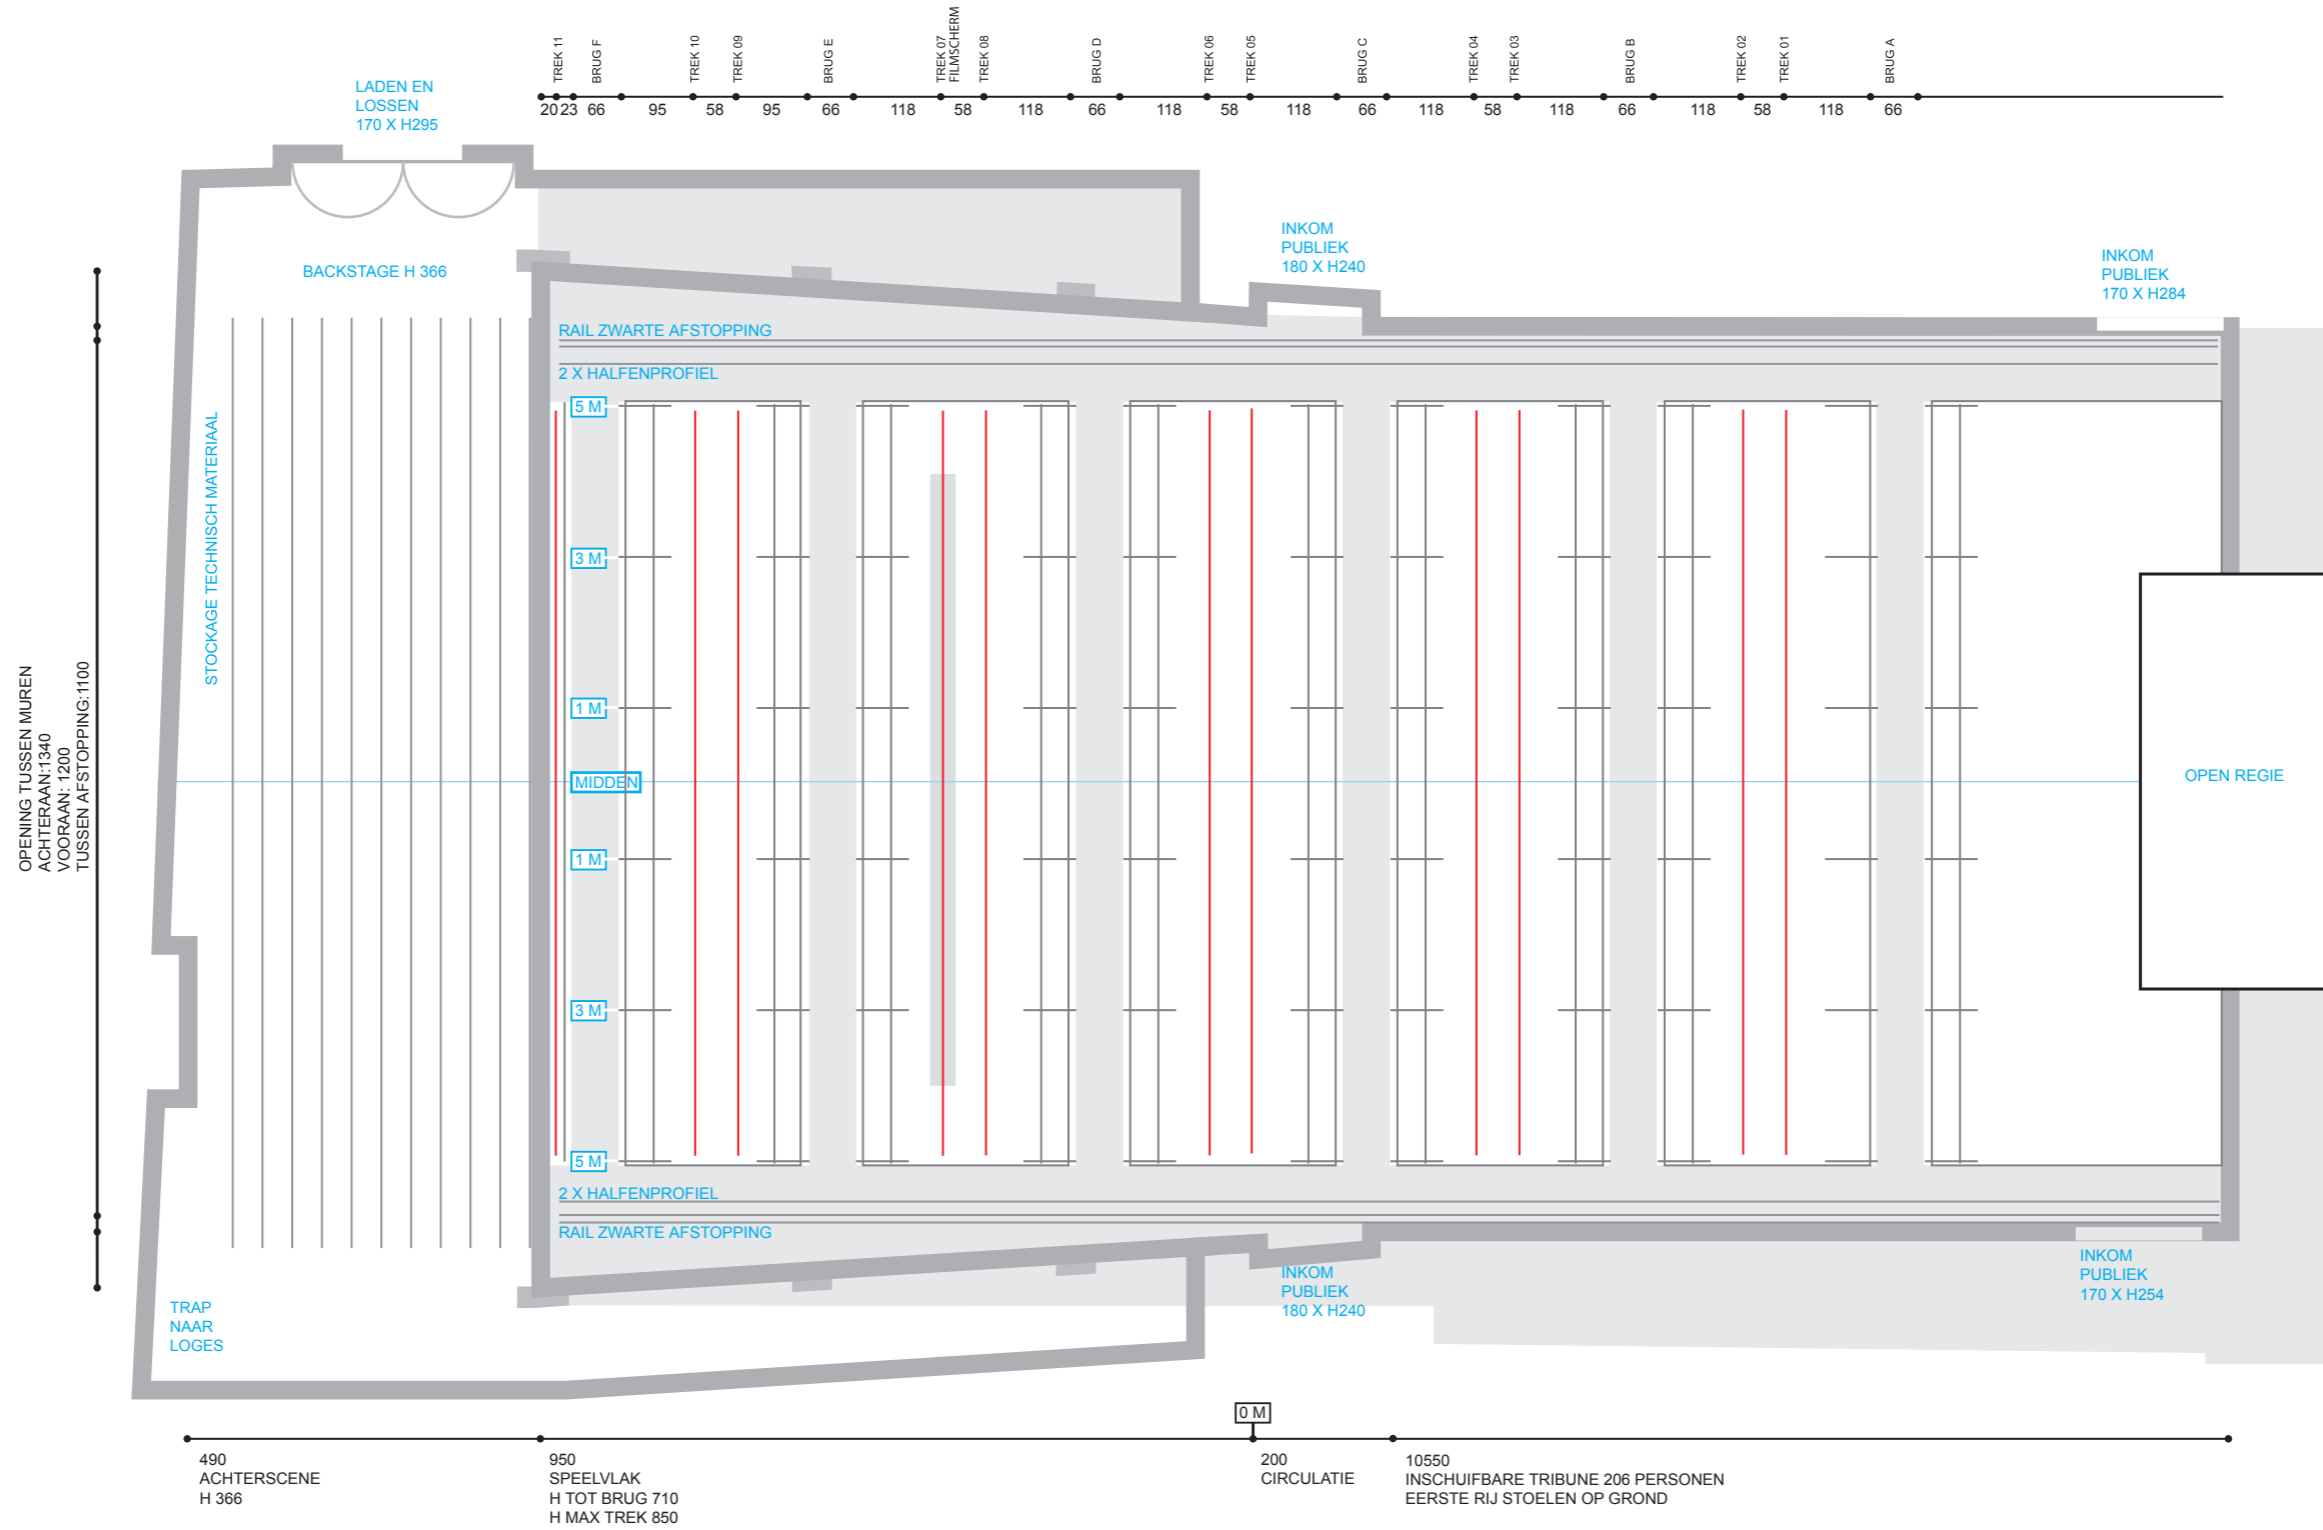 TREK 11
BRUG F
TREK 10
TREK 09
BRUG E
TREK 07
FILMSCHERM
TREK 08
BRUG D
TREK 06
TREK 05
BRUG C
TREK 04
TREK 03
BRUG B
TREK 02
TREK 01
BRUG A
20 23 66 95 58 95 66 118 58 118 66 118 58 118 66 118 58 118 66 118 58 118 66
LADEN EN
LOSSEN
170 X H295
BACKSTAGE H 366
INKOM
PUBLIEK
180 X H240
INKOM
PUBLIEK
170 X H284
RAIL ZWARTE AFSTOPPING
2 X HALFENPROFIEL
5 M
3 M
1 M
MIDDEN
1 M
3 M
5 M
STOCKAGE TECHNISCH MATERIAAL
OPENING TUSSEN MUREN
ACHTERAAN:1340
VOORAAN: 1200
TUSSEN AFSTOPPING:1100
OPEN REGIE
2 X HALFENPROFIEL
RAIL ZWARTE AFSTOPPING
INKOM
PUBLIEK
180 X H240
INKOM
PUBLIEK
170 X H254
TRAP
NAAR
LOGES
0 M
490
ACHTERSCENE
H 366
950
SPEELVLAK
H TOT BRUG 710
H MAX TREK 850
200
CIRCULATIE
10550
INSCHUIFBARE TRIBUNE 206 PERSONEN
EERSTE RIJ STOELEN OP GROND